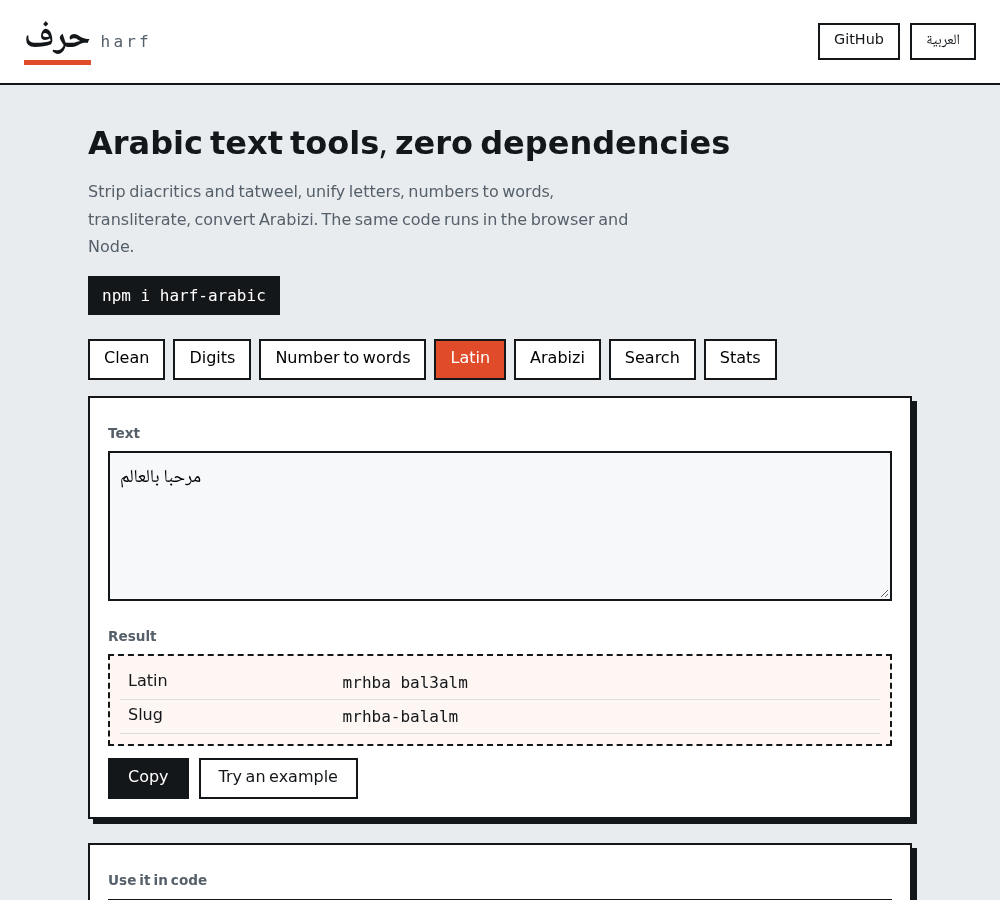 حرف harf
GitHub العربية
Arabic text tools, zero dependencies
Strip diacritics and tatweel, unify letters, numbers to words,
transliterate, convert Arabizi. The same code runs in the browser and
Node.
npm i harf-arabic
Clean Digits Number to words Latin Arabizi Search Stats
Text
مرحبا بالعالم
Result
Latin mrhba bal3alm
Slug mrhba-balalm
Copy Try an example
Use it in code